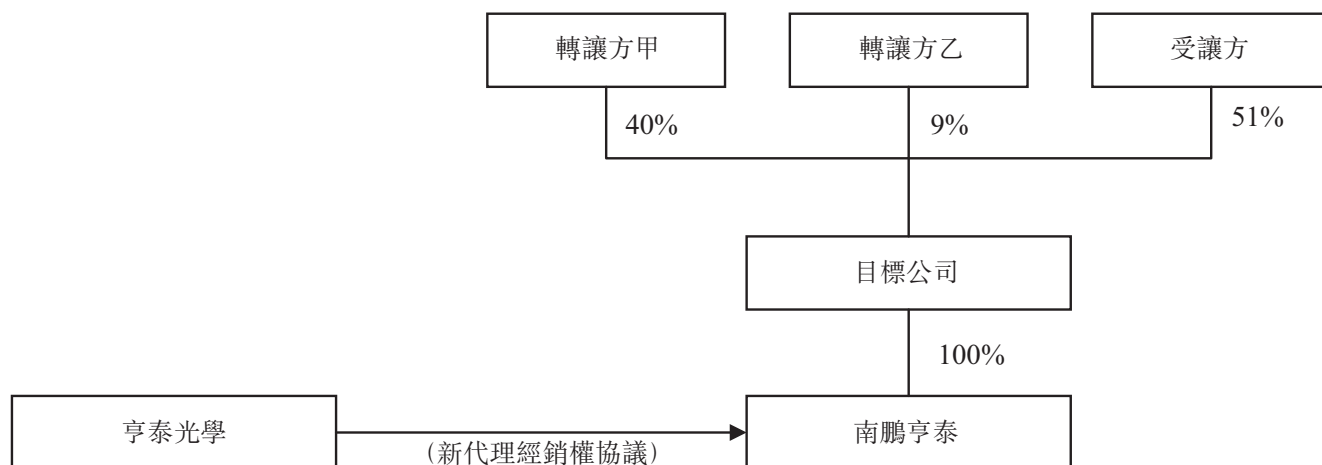 轉讓方甲
轉讓方乙
受讓方
40%
9%
51%
目標公司
100%
亨泰光學
南鵬亨泰
(新代理經銷權協議)